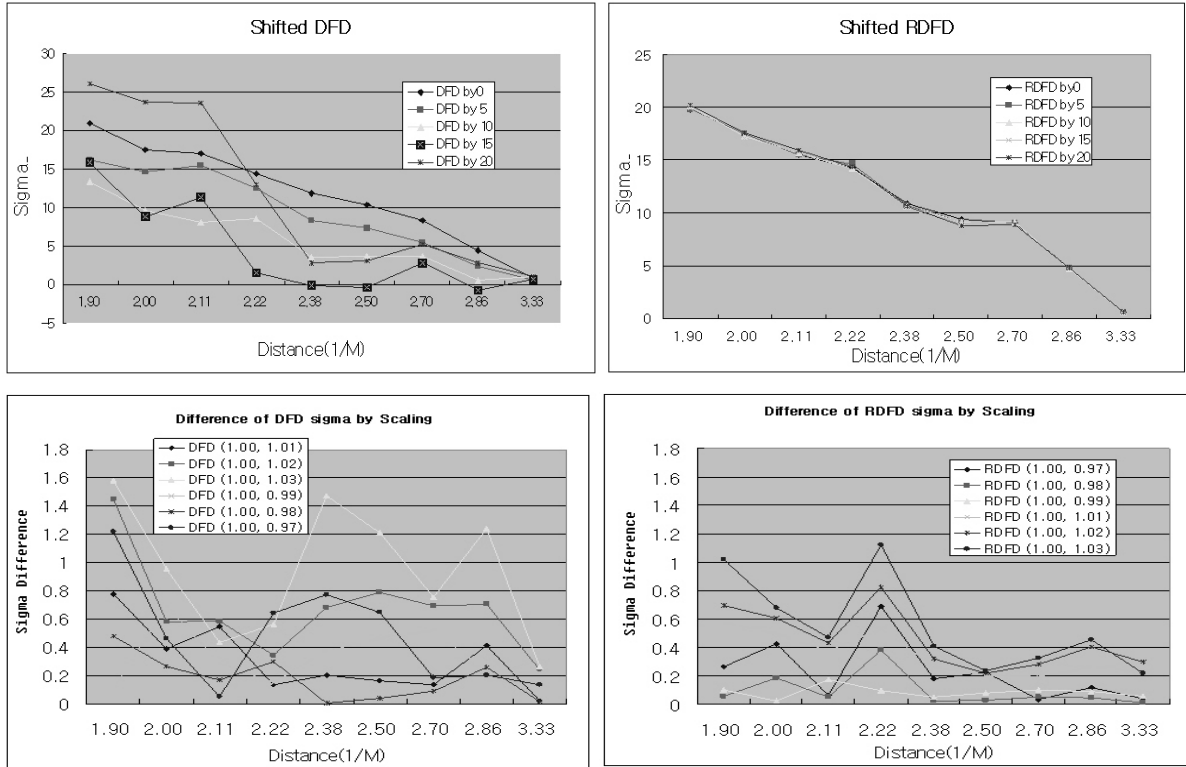 Shifted DFD
30
25
20
15
10
5
0
-5
Sigma_
DFD by0
DFD by 5
DFD by 10
DFD by 15
DFD by 20
1,90 2,00 2,11 2,22 2,38 2,50 2,70 2,86 3,33
Distance(1/M)
Shifted RDFD
25
20
15
10
5
0
Sigma_
RDFD by0
RDFD by 5
RDFD by 10
RDFD by 15
RDFD by 20
1.90 2.00 2.11 2.22 2.38 2.50 2.70 2.86 3.33
Distance(1/M)
Difference of DFD sigma by Scaling
1.8
1.6
1.4
1.2
1
0.8
0.6
0.4
0.2
0
Sigma Difference
DFD (1.00, 1.01)
DFD (1.00, 1.02)
DFD (1.00, 1.03)
DFD (1.00, 0.99)
DFD (1.00, 0.98)
DFD (1.00, 0.97)
1.90 2.00 2.11 2.22 2.38 2.50 2.70 2.86 3.33
Distance(1/M)
Difference of RDFD sigma by Scaling
1.8
1.6
1.4
1.2
1
0.8
0.6
0.4
0.2
0
Sigma Difference
RDFD (1.00, 0.97)
RDFD (1.00, 0.98)
RDFD (1.00, 0.99)
RDFD (1.00, 1.01)
RDFD (1.00, 1.02)
RDFD (1.00, 1.03)
1.90 2.00 2.11 2.22 2.38 2.50 2.70 2.86 3.33
Distance(1/M)